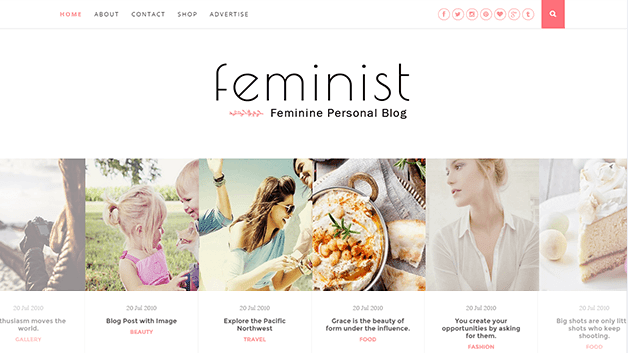 HOME ABOUT CONTACT SHOP ADVERTISE
feminist
Feminine Personal Blog
20 Jul 2010
thusiasm moves the
world.
GALLERY
20 Jul 2010
Blog Post with Image
BEAUTY
20 Jul 2010
Explore the Pacific
Northwest
TRAVEL
20 Jul 2010
Grace is the beauty of
form under the influence.
FOOD
20 Jul 2010
You create your
opportunities by asking
for them.
FASHION
20 Jul 2010
Big shots are only litt
shots who keep
shooting.
FOOD